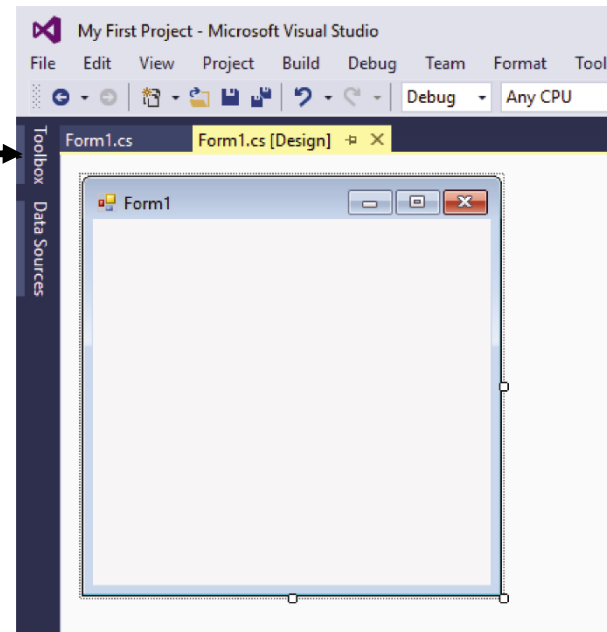 My First Project - Microsoft Visual Studio
File Edit View Project Build Debug Team Format Tool
Debug Any CPU
Toolbox
Data Sources
Form1.cs Form1.cs [Design]
Form1